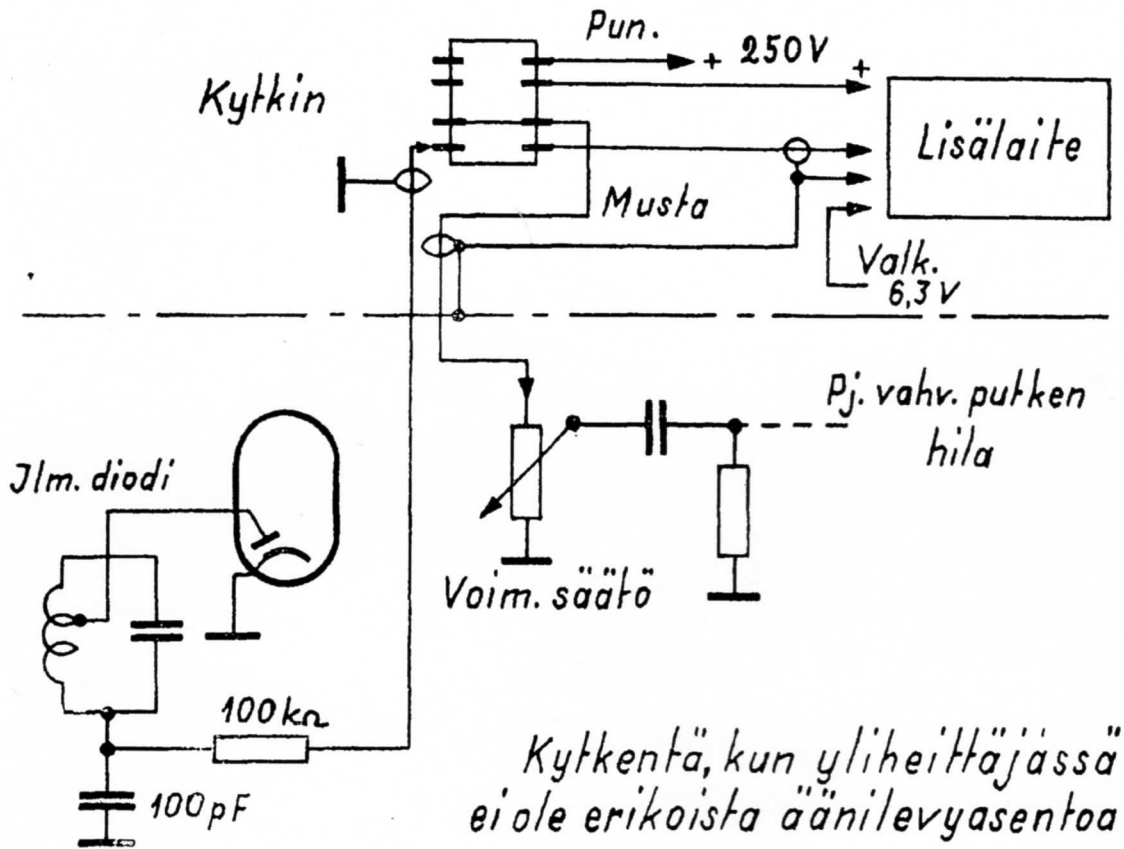 Pun.
+ 250V
+
Kytkin
Lisälaite
Musta
Valk.
6,3 V
Pj. vahv. putken
hila
Jlm. diodi
Voim. säätö
100 kΩ
100 pF
Kytkentä, kun yliheittäjässä
ei ole erikoista äänilevyasentoa